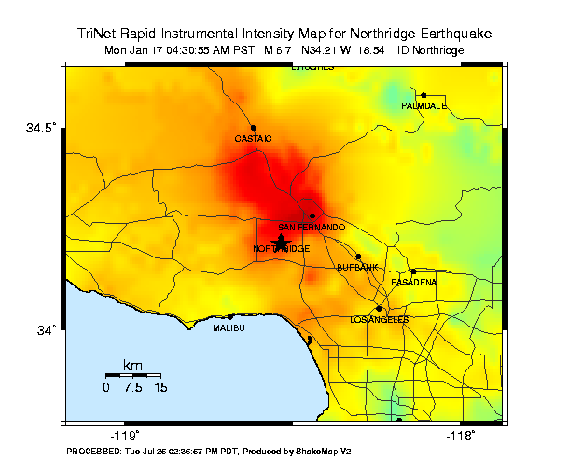 TriNet Rapid Instrumental Intensity Map for Northridge Earthquake
Mon Jan 17 04:30:55 AM PST M 6.7 N34.21 W 18.54 ID Northridge
PALMDALE
34.5°
CASTAIC
SAN FERNANDO
NORTHRIDGE
BURBANK
PASADENA
LOS ANGELES
34°
MALIBU
km
0 7.5 15
-119° -118°
PROCESSED: Tue Jul 25 02:36:57 PM PDT, Produced by ShakeMap V2